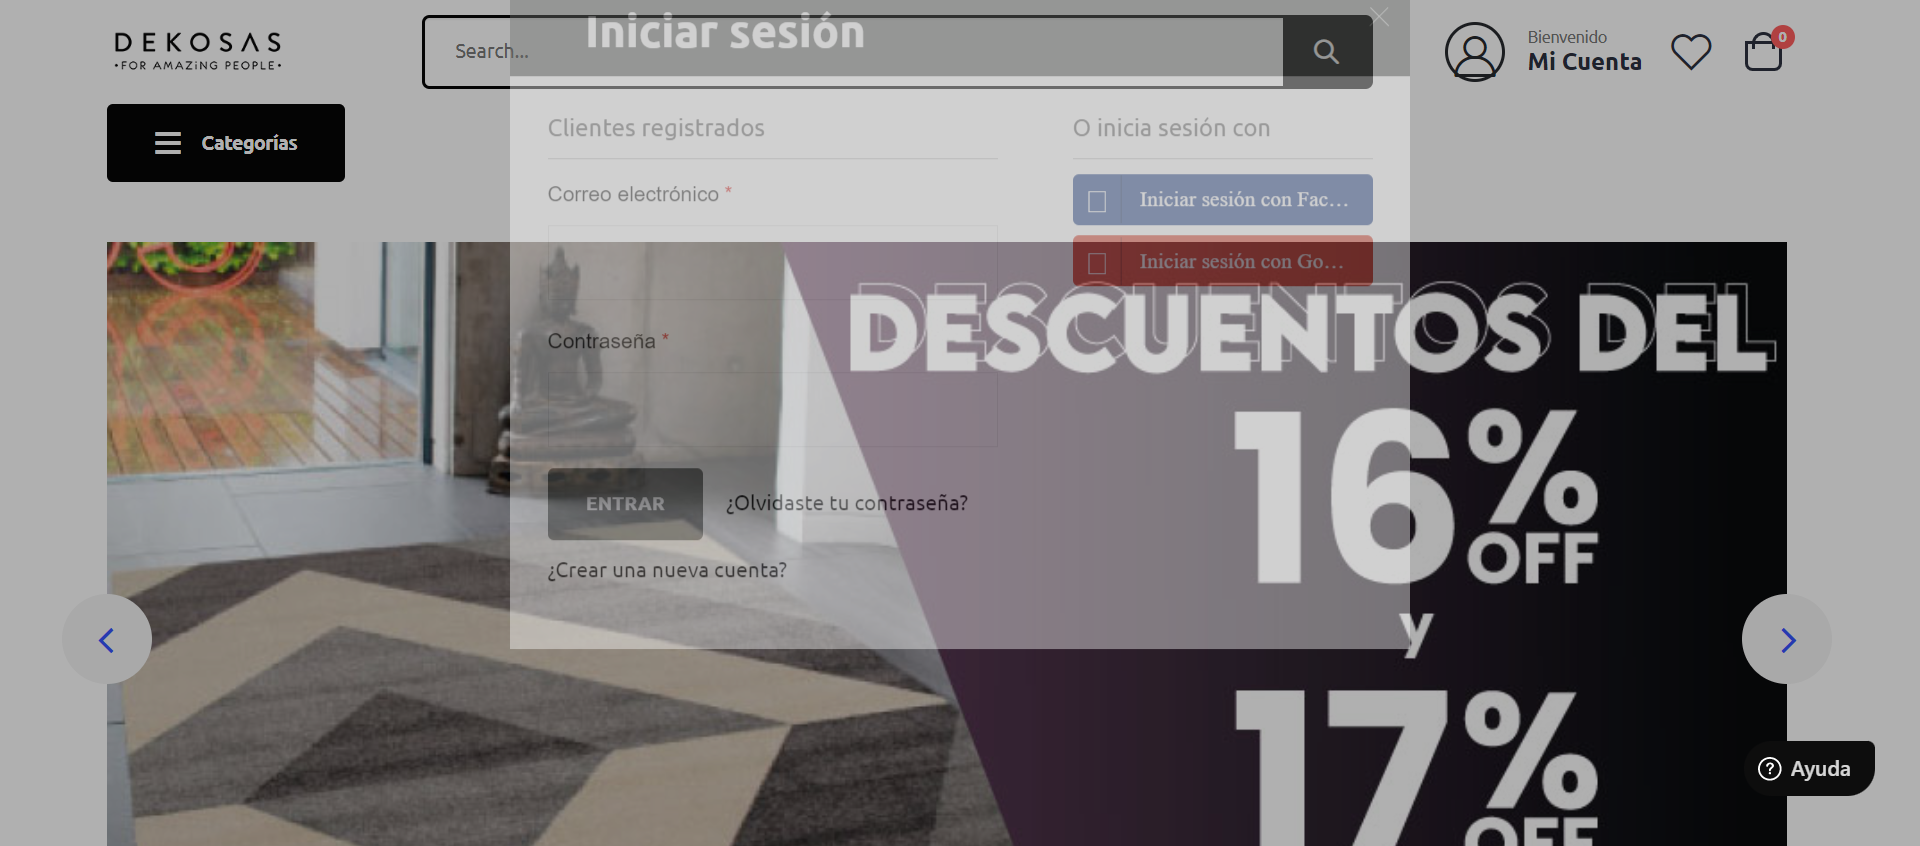 DEKOSAS
•FOR AMAZiNG PEOPLE•
Search...
Iniciar sesión
Bienvenido
Mi Cuenta
0
Categorías
Clientes registrados
O inicia sesión con
Correo electrónico *
Iniciar sesión con Fac...
Iniciar sesión con Go...
Contraseña *
ENTRAR
¿Olvidaste tu contraseña?
¿Crear una nueva cuenta?
DESCUENTOS DEL
16%
OFF
y
17%
OFF
Ayuda